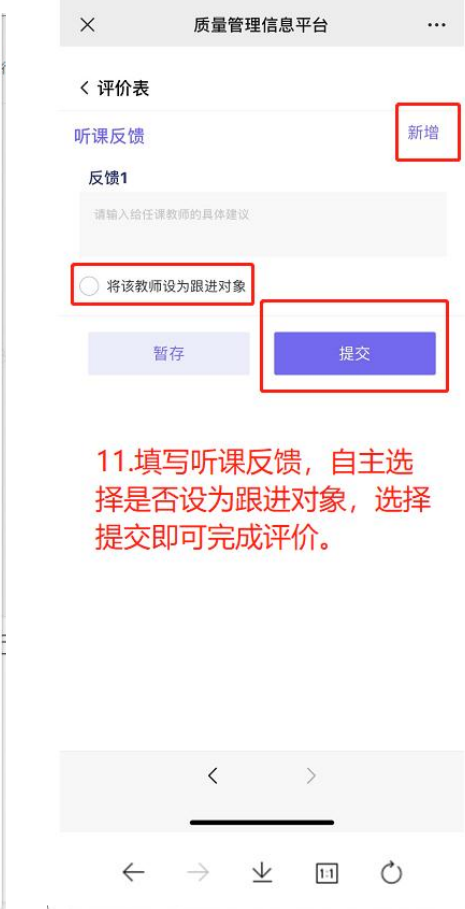 质量管理信息平台
评价表
听课反馈
新增
反馈1
请输入给任课教师的具体建议
将该教师设为跟进对象
暂存
提交
11.填写听课反馈，自主选
择是否设为跟进对象，选择
提交即可完成评价。
1:1